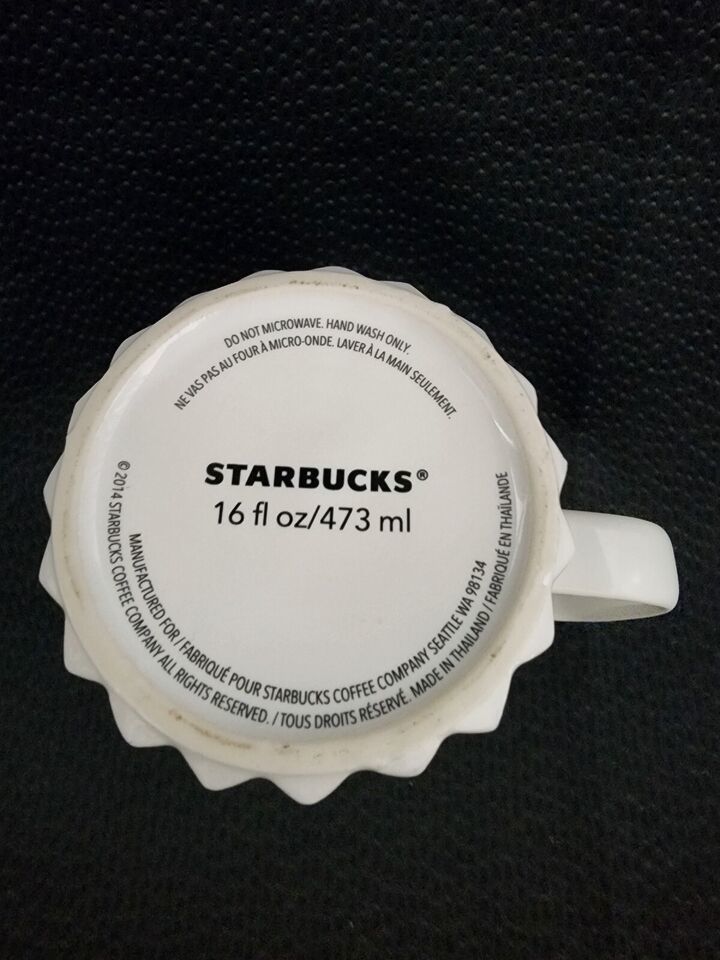 DO NOT MICROWAVE. HAND WASH ONLY.
NE VAS PAS AU FOUR À MICRO-ONDE. LAVER À LA MAIN SEULEMENT.
STARBUCKS®
16 fl oz/473 ml
MANUFACTURED FOR / FABRIQUÉ POUR STARBUCKS COFFEE COMPANY SEATTLE WA 98134
© 2014 STARBUCKS COFFEE COMPANY ALL RIGHTS RESERVED. / TOUS DROITS RÉSERVÉ. MADE IN THAILAND / FABRIQUÉ EN THAÏLANDE